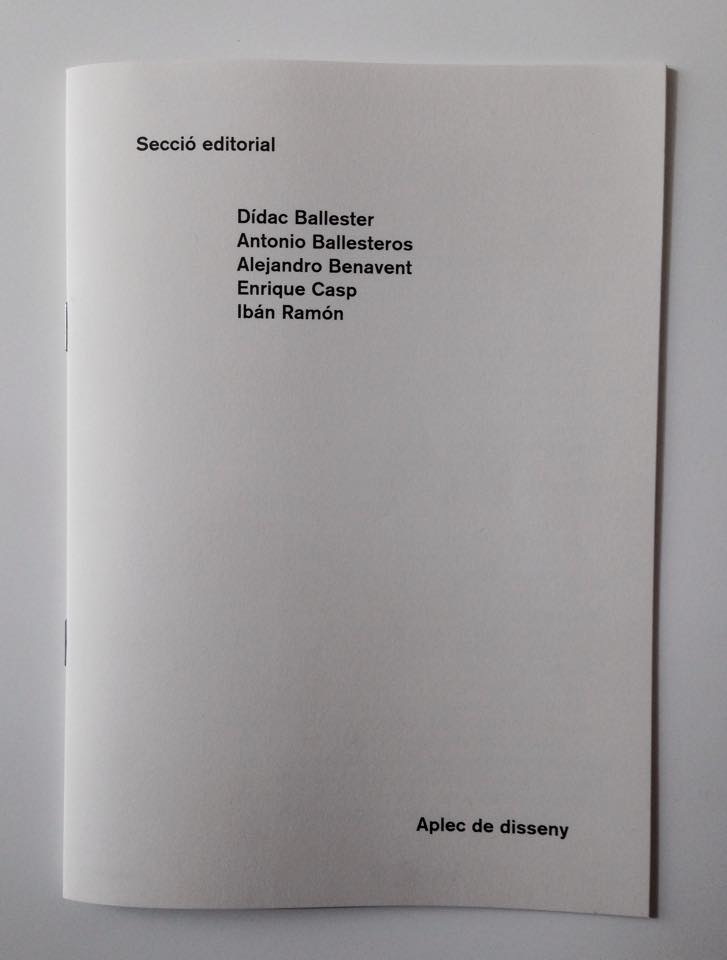 Secció editorial
Dídac Ballester
Antonio Ballesteros
Alejandro Benavent
Enrique Casp
Ibán Ramón
Aplec de disseny